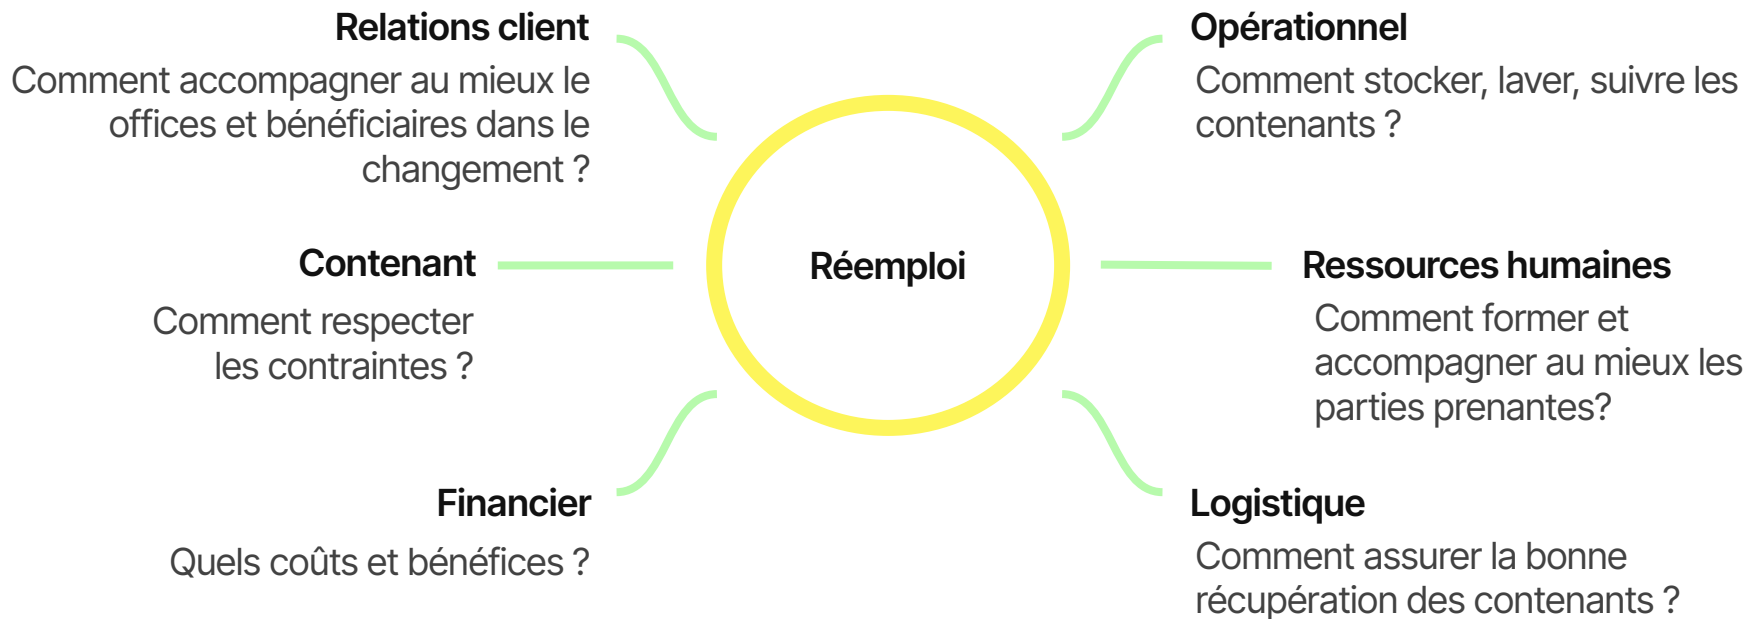 Relations client
Comment accompagner au mieux le
offices et bénéficiaires dans le
changement ?
Contenant
Comment respecter
les contraintes ?
Financier
Quels coûts et bénéfices ?
Réemploi
Opérationnel
Comment stocker, laver, suivre les
contenants ?
Ressources humaines
Comment former et
accompagner au mieux les
parties prenantes?
Logistique
Comment assurer la bonne
récupération des contenants ?